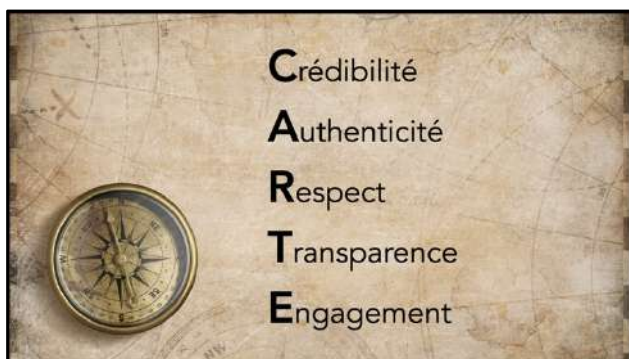 Crédibilité
Authenticité
Respect
Transparence
Engagement